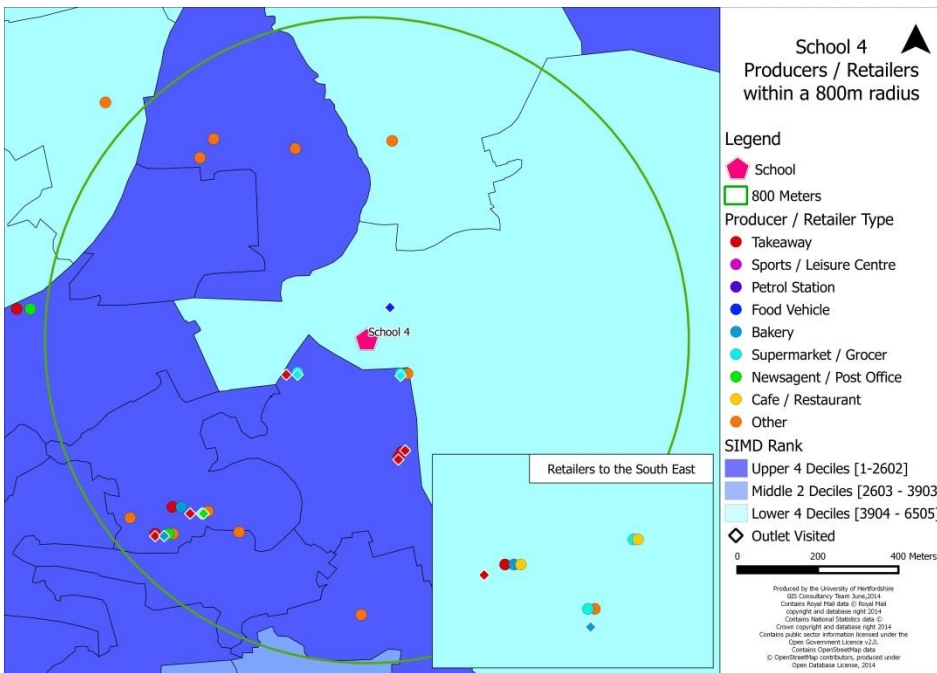 School 4
Producers / Retailers
within a 800m radius
Legend
School
800 Meters
Producer / Retailer Type
Takeaway
Sports / Leisure Centre
Petrol Station
Food Vehicle
Bakery
Supermarket / Grocer
Newsagent / Post Office
Cafe / Restaurant
Other
SIMD Rank
Upper 4 Deciles [1-2602]
Middle 2 Deciles [2603 - 3903]
Lower 4 Deciles [3904 - 6505]
Outlet Visited
0 200 400 Meters
Produced by the University of Hertfordshire
GIS Consultancy Team June,2014
Contains Royal Mail data © Royal Mail
copyright and database right 2014
Contains National Statistics data ©
Crown copyright and database right 2014
Contains public sector information licensed under the
Open Government Licence v2.0.
Contains OpenStreetMap data
© OpenStreetMap contributors, produced under
Open Database License, 2014
School 4
Retailers to the South East